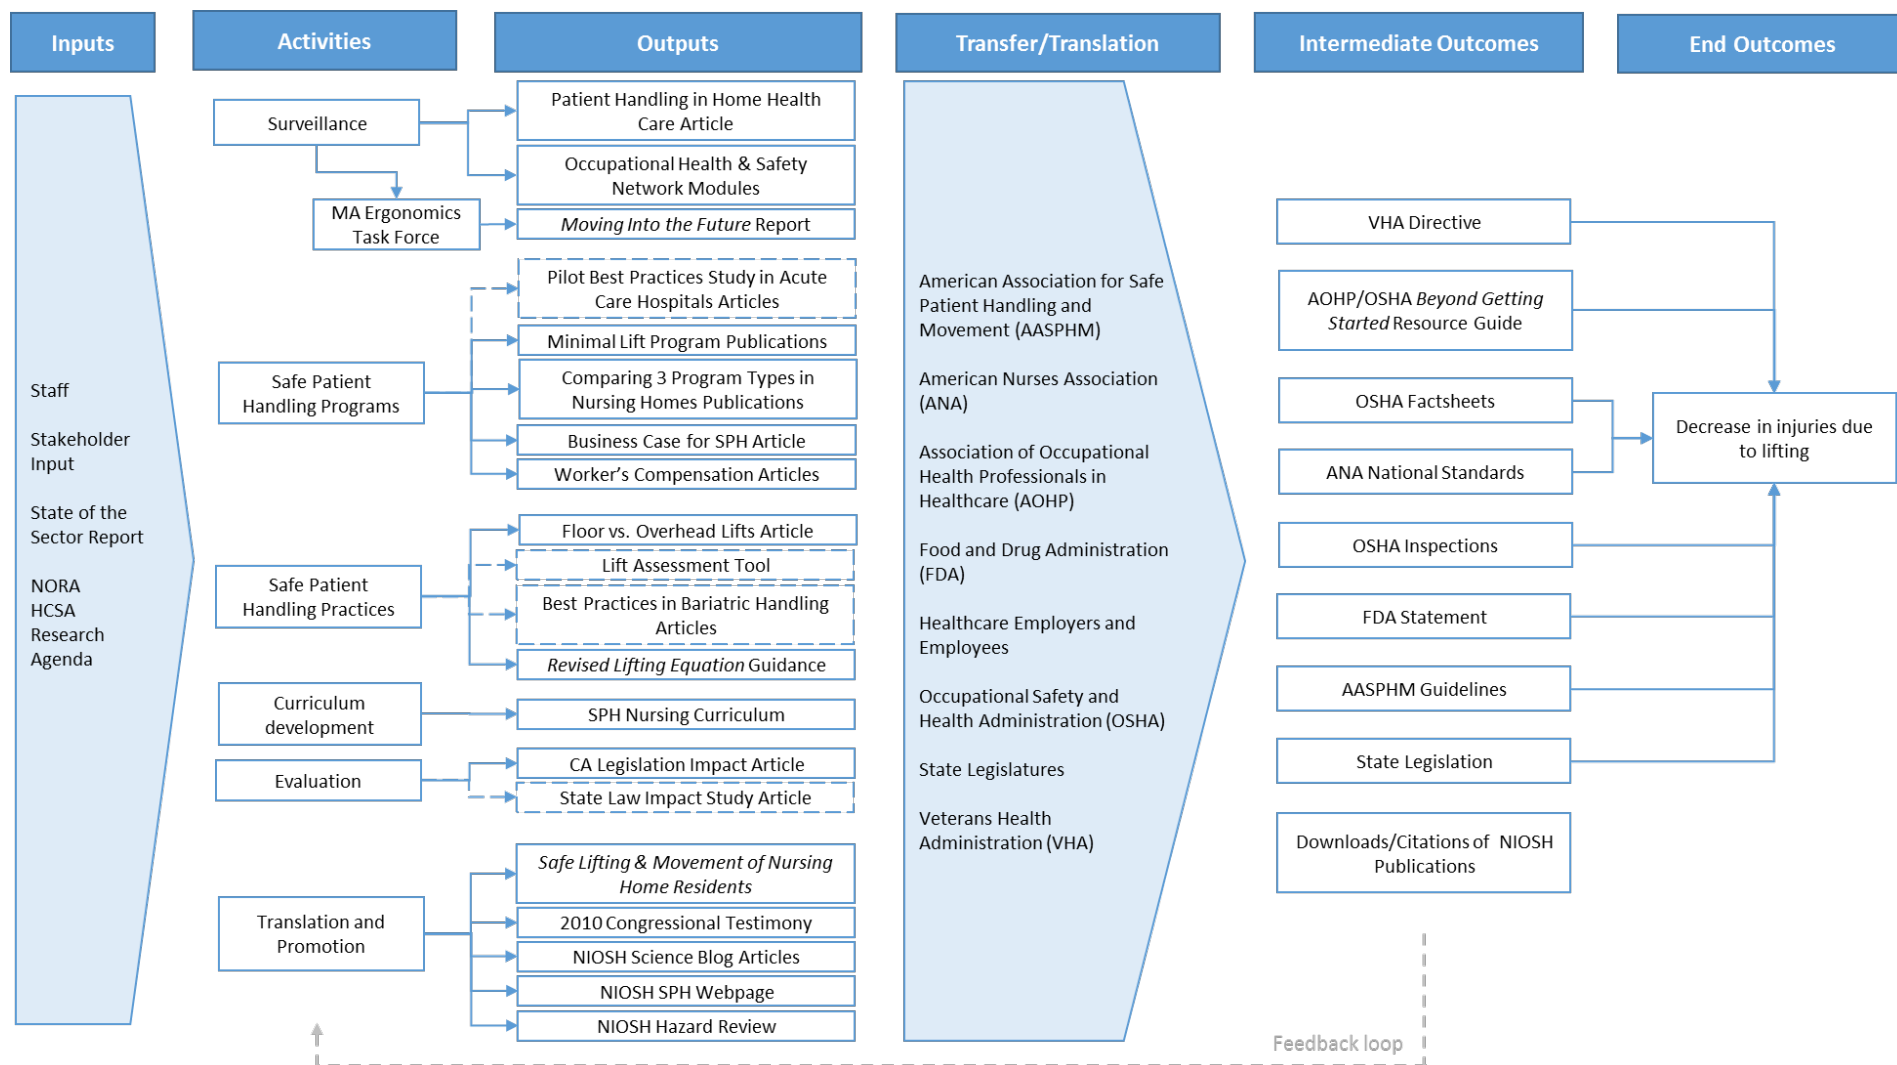 Inputs
Activities
Outputs
Transfer/Translation
Intermediate Outcomes
End Outcomes
Staff
Stakeholder
Input
State of the
Sector Report
NORA
HCSA
Research
Agenda
Surveillance
MA Ergonomics
Task Force
Safe Patient
Handling Programs
Safe Patient
Handling Practices
Curriculum
development
Evaluation
Translation and
Promotion
Patient Handling in Home Health
Care Article
Occupational Health & Safety
Network Modules
Moving Into the Future Report
Pilot Best Practices Study in Acute
Care Hospitals Articles
Minimal Lift Program Publications
Comparing 3 Program Types in
Nursing Homes Publications
Business Case for SPH Article
Worker's Compensation Articles
Floor vs. Overhead Lifts Article
Lift Assessment Tool
Best Practices in Bariatric Handling
Articles
Revised Lifting Equation Guidance
SPH Nursing Curriculum
CA Legislation Impact Article
State Law Impact Study Article
Safe Lifting & Movement of Nursing
Home Residents
2010 Congressional Testimony
NIOSH Science Blog Articles
NIOSH SPH Webpage
NIOSH Hazard Review
American Association for Safe
Patient Handling and
Movement (AASPHM)
American Nurses Association
(ANA)
Association of Occupational
Health Professionals in
Healthcare (AOHP)
Food and Drug Administration
(FDA)
Healthcare Employers and
Employees
Occupational Safety and
Health Administration (OSHA)
State Legislatures
Veterans Health
Administration (VHA)
VHA Directive
AOHP/OSHA Beyond Getting
Started Resource Guide
OSHA Factsheets
ANA National Standards
OSHA Inspections
FDA Statement
AASPHM Guidelines
State Legislation
Downloads/Citations of NIOSH
Publications
Decrease in injuries due
to lifting
Feedback loop